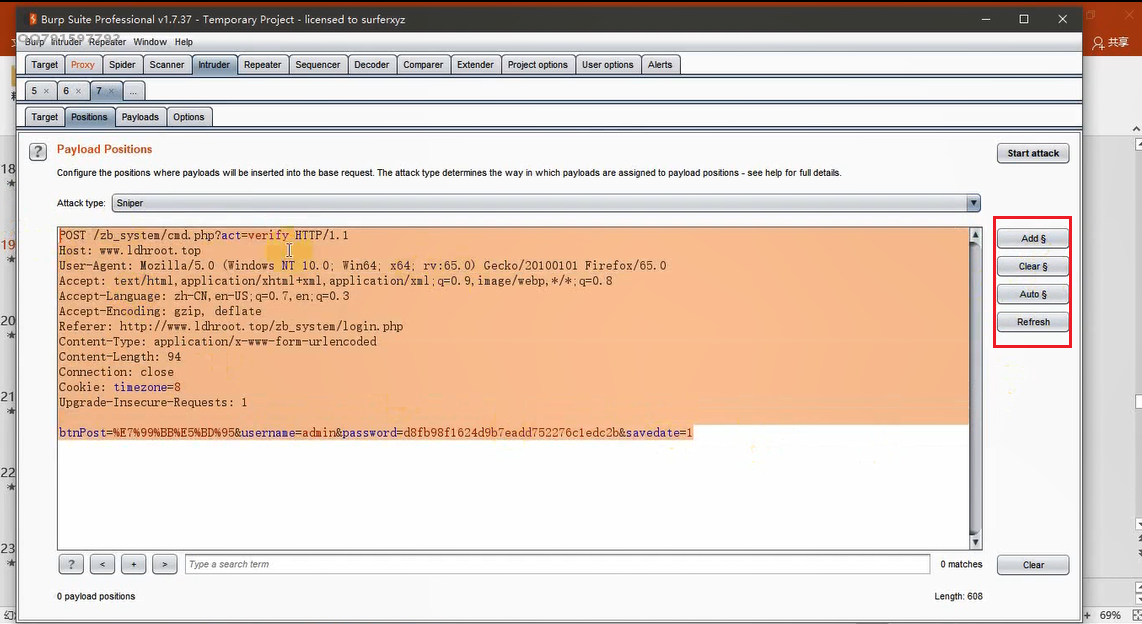 Burp Suite Professional v1.7.37 - Temporary Project - licensed to surferxyz
Burp Intruder Repeater Window Help
共享
Target Proxy Spider Scanner Intruder Repeater Sequencer Decoder Comparer Extender Project options User options Alerts
5 × 6 × 7 × ...
Target Positions Payloads Options
? Payload Positions
Start attack
Configure the positions where payloads will be inserted into the base request. The attack type determines the way in which payloads are assigned to payload positions - see help for full details.
Attack type: Sniper
POST /zb_system/cmd.php?act=verify HTTP/1.1
Host: www.ldhroot.top
User-Agent: Mozilla/5.0 (Windows NT 10.0; Win64; x64; rv:65.0) Gecko/20100101 Firefox/65.0
Accept: text/html,application/xhtml+xml,application/xml;q=0.9,image/webp,*/*;q=0.8
Accept-Language: zh-CN,en-US;q=0.7,en;q=0.3
Accept-Encoding: gzip, deflate
Referer: http://www.ldhroot.top/zb_system/login.php
Content-Type: application/x-www-form-urlencoded
Content-Length: 94
Connection: close
Cookie: timezone=8
Upgrade-Insecure-Requests: 1
btnPost=%E7%99%BB%E5%BD%95&username=admin&password=d8fb98f1624d9b7eadd752276c1edc2b&savedate=1
Add §
Clear §
Auto §
Refresh
18
19
20
21
22
23
? < + > Type a search term 0 matches Clear
0 payload positions Length: 608
69%